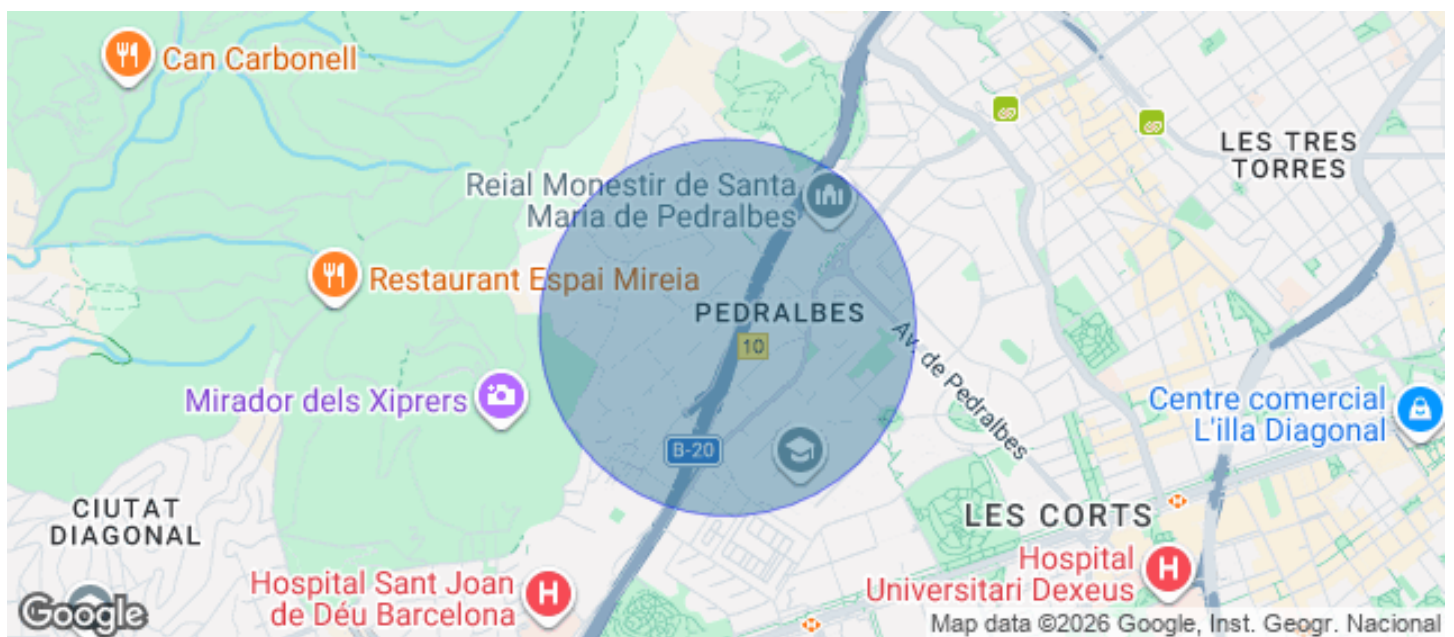 Can Carbonell
LES TRES
TORRES
Reial Monestir de Santa
Maria de Pedralbes
Restaurant Espai Mireia
PEDRALBES
10
Av. de Pedralbes
Mirador dels Xiprers
Centre comercial
L'illa Diagonal
B-20
CIUTAT
DIAGONAL
LES CORTS
Hospital Sant Joan
de Déu Barcelona
H
Hospital
Universitari Dexeus
H
Google
Map data ©2026 Google, Inst. Geogr. Nacional